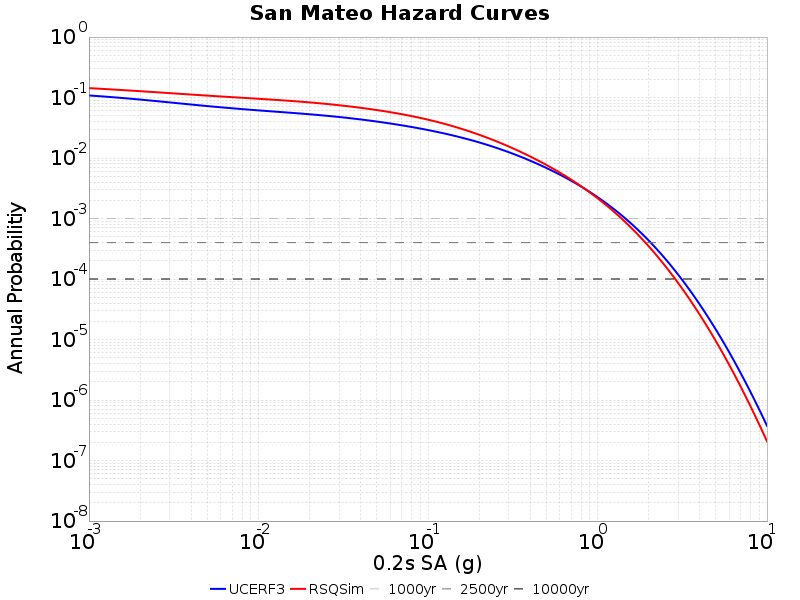 San Mateo Hazard Curves
Annual Probabilitiy
10^0
10^-1
10^-2
10^-3
10^-4
10^-5
10^-6
10^-7
10^-8
10^-3 10^-2 10^-1 10^0 10^1
0.2s SA (g)
UCERF3 RSQSim 1000yr 2500yr 10000yr